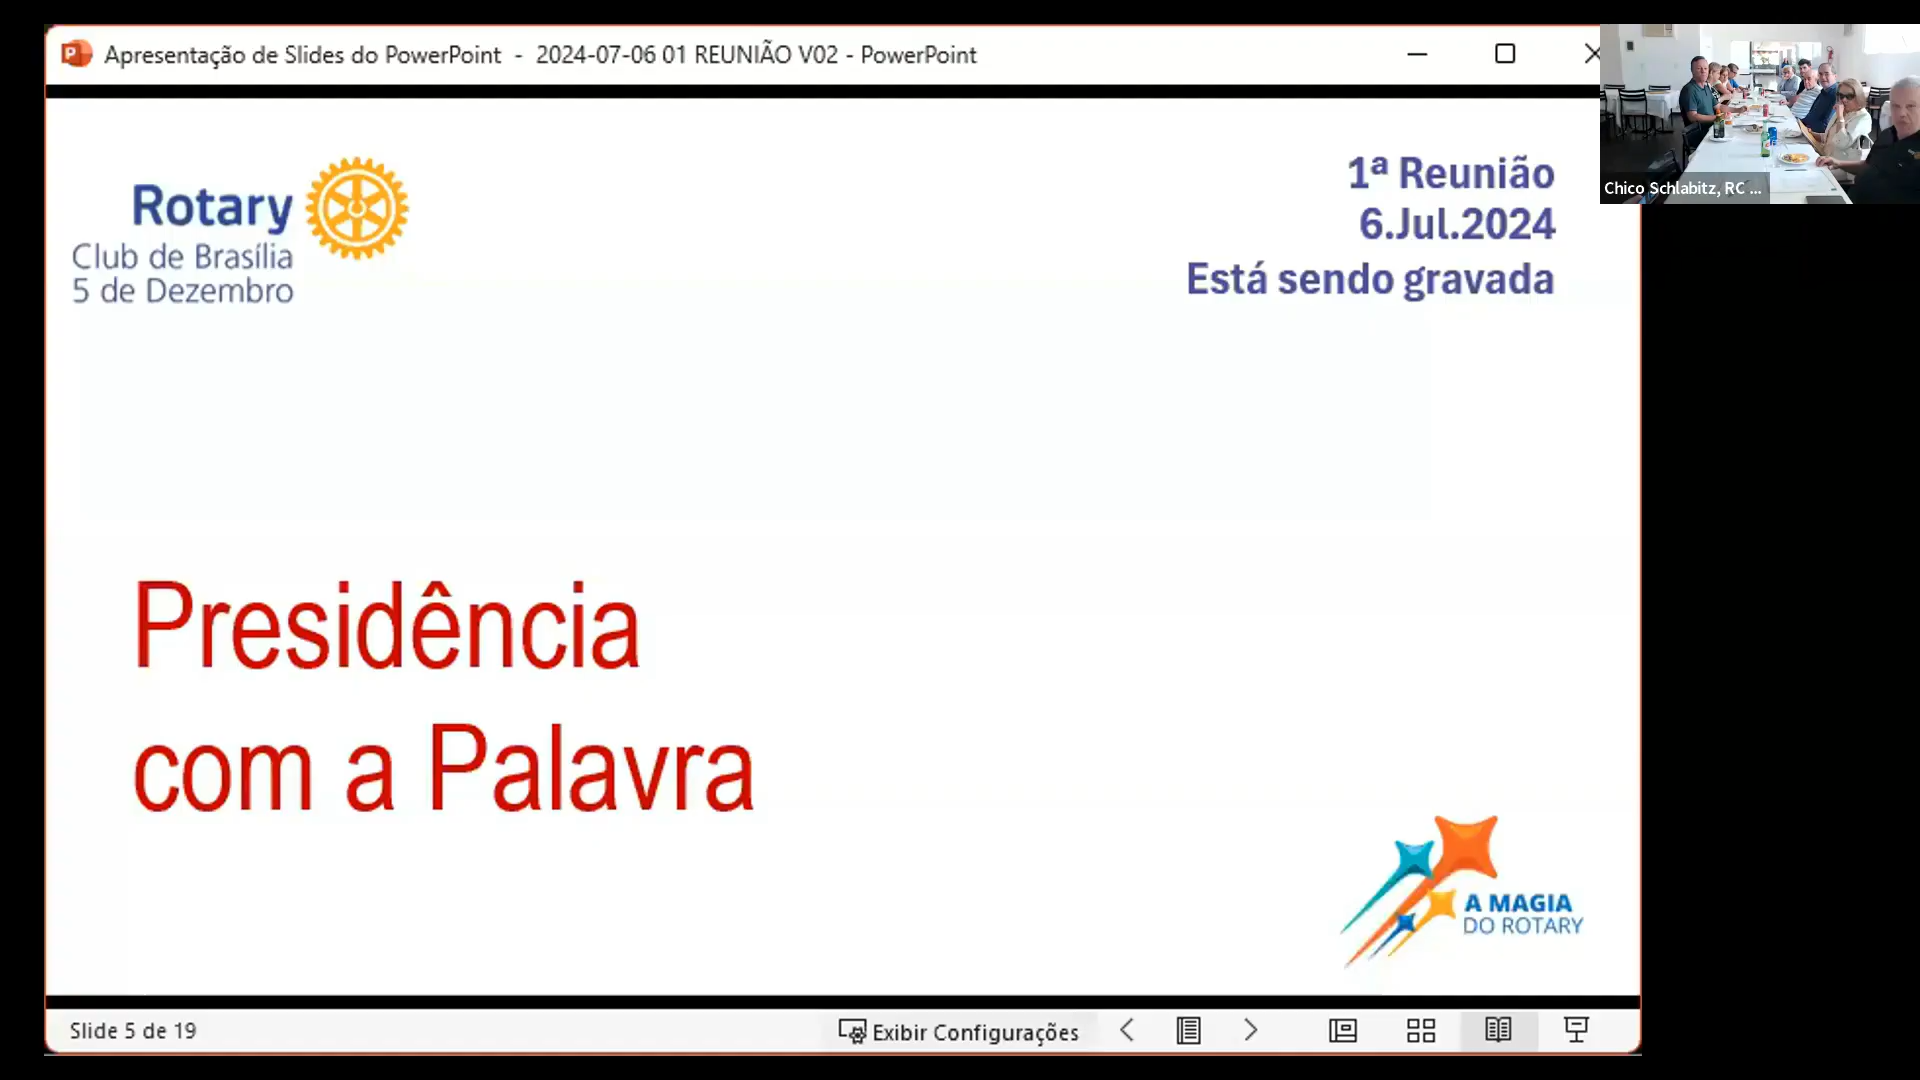 Apresentação de Slides do PowerPoint - 2024-07-06 01 REUNIÃO V02 - PowerPoint
Chico Schlabitz, RC ...
Rotary
Club de Brasília
5 de Dezembro
1ª Reunião
6.Jul.2024
Está sendo gravada
Presidência
com a Palavra
A MAGIA
DO ROTARY
Slide 5 de 19
Exibir Configurações